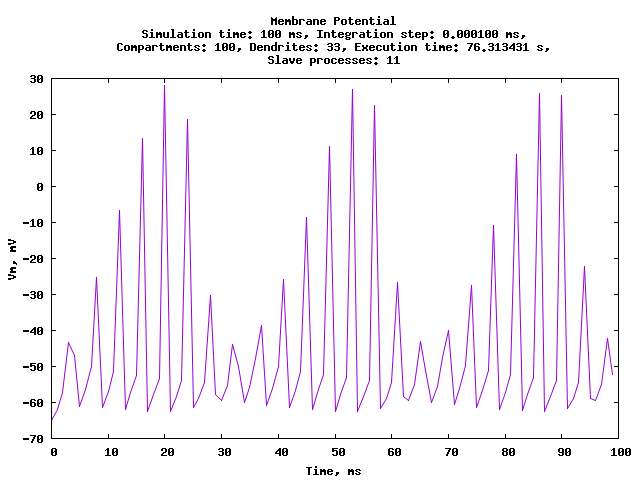 Membrane Potential
Simulation time: 100 ms, Integration step: 0.000100 ms,
Compartments: 100, Dendrites: 33, Execution time: 76.313431 s,
Slave processes: 11
30
20
10
0
-10
-20
-30
-40
-50
-60
-70
Vm, mV
0 10 20 30 40 50 60 70 80 90 100
Time, ms